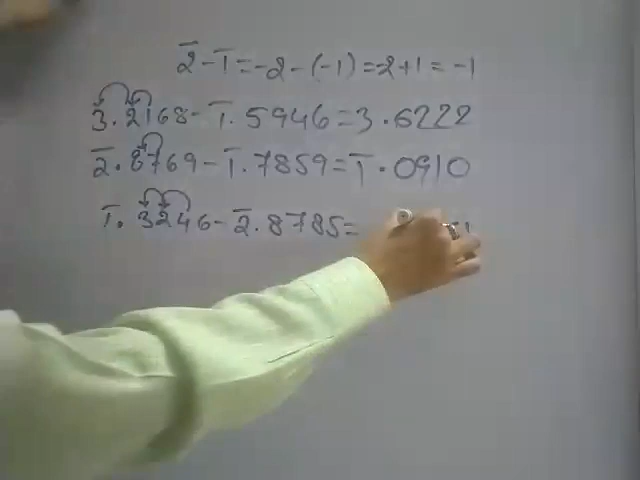 2̄ - 1̄ = -2 - (-1) = 2+1 = -1
3.2168 - 1̄.5946 = 3.6222
2̄.8769 - 1̄.7859 = 1̄.0910
1̄.3246 - 2̄.8785 =